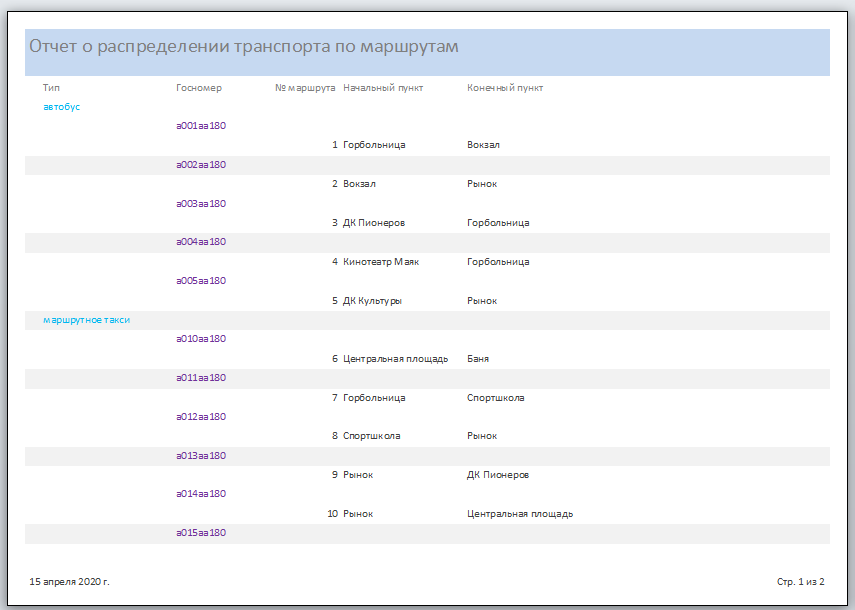 Отчет о распределении транспорта по маршрутам
Тип Госномер № маршрута Начальный пункт Конечный пункт
автобус
а001аа180
1 Горбольница Вокзал
а002аа180
2 Вокзал Рынок
а003аа180
3 ДК Пионеров Горбольница
а004аа180
4 Кинотеатр Маяк Горбольница
а005аа180
5 ДК Культуры Рынок
маршрутное такси
а010аа180
6 Центральная площадь Баня
а011аа180
7 Горбольница Спортшкола
а012аа180
8 Спортшкола Рынок
а013аа180
9 Рынок ДК Пионеров
а014аа180
10 Рынок Центральная площадь
а015аа180
15 апреля 2020 г. Стр. 1 из 2